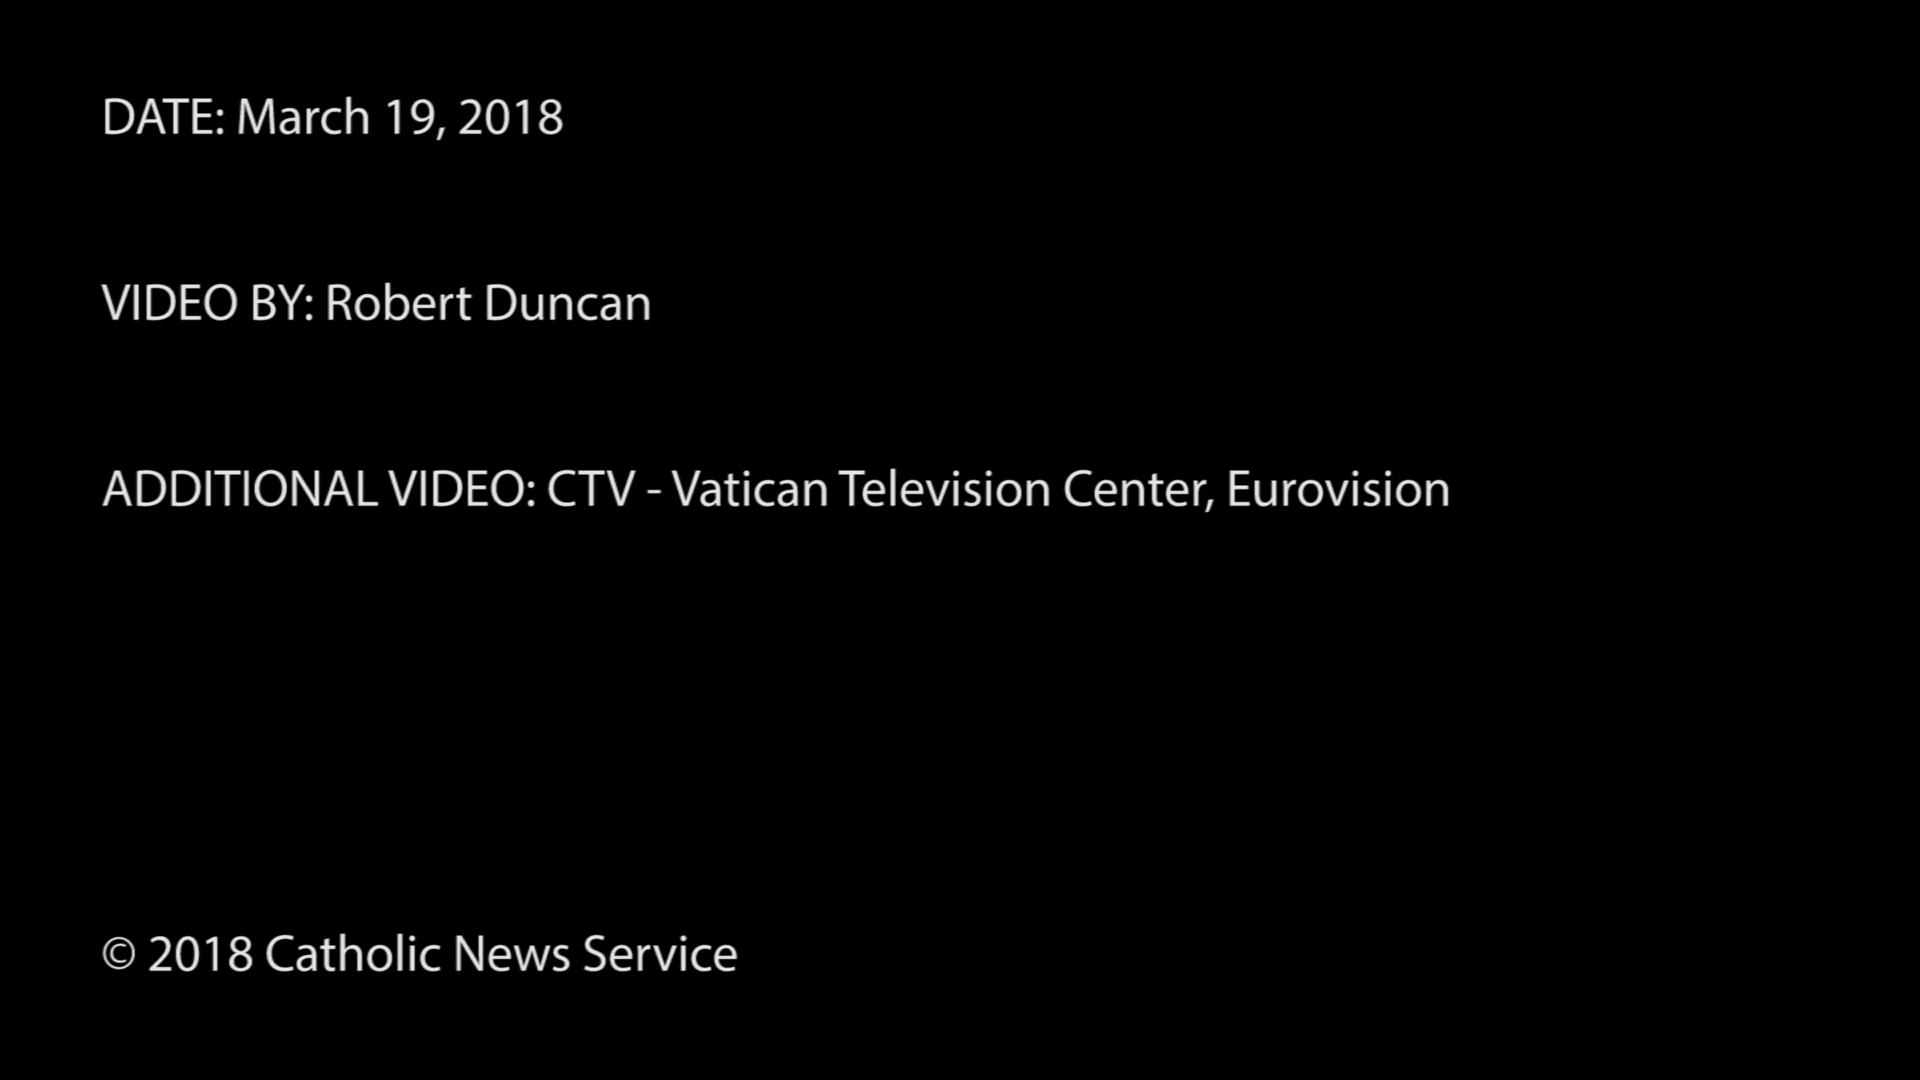 DATE: March 19, 2018
VIDEO BY: Robert Duncan
ADDITIONAL VIDEO: CTV - Vatican Television Center, Eurovision
© 2018 Catholic News Service